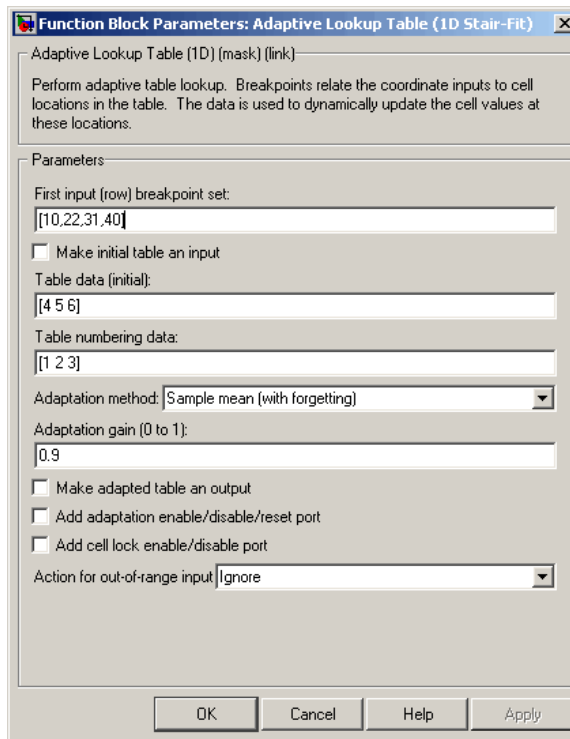 Function Block Parameters: Adaptive Lookup Table (1D Stair-Fit)
Adaptive Lookup Table (1D) (mask) (link)
Perform adaptive table lookup. Breakpoints relate the coordinate inputs to cell
locations in the table. The data is used to dynamically update the cell values at
these locations.
Parameters
First input (row) breakpoint set:
[10,22,31,40]
Make initial table an input
Table data (initial):
[4 5 6]
Table numbering data:
[1 2 3]
Adaptation method: Sample mean (with forgetting)
Adaptation gain (0 to 1):
0.9
Make adapted table an output
Add adaptation enable/disable/reset port
Add cell lock enable/disable port
Action for out-of-range input Ignore
OK Cancel Help Apply